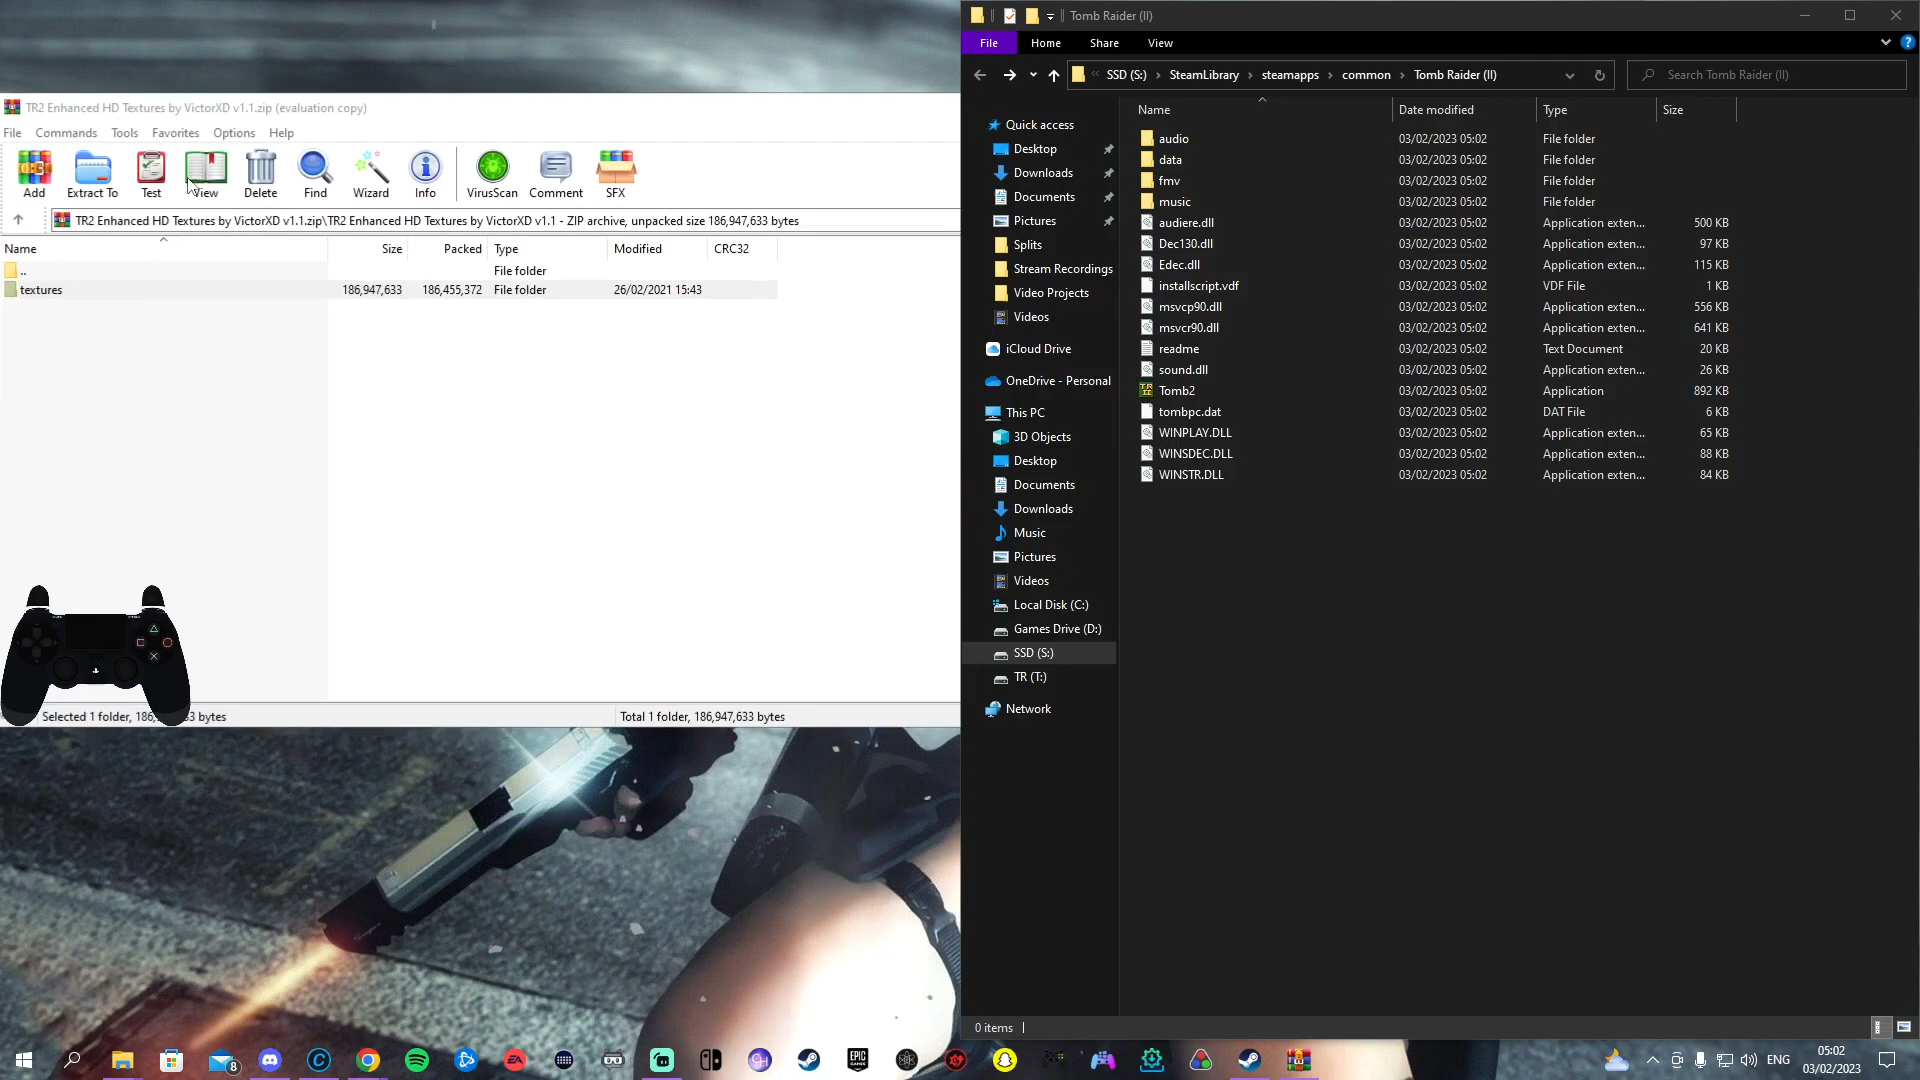 TR2 Enhanced HD Textures by VictorXD v1.1.zip (evaluation copy)
File Commands Tools Favorites Options Help
Add Extract To Test View Delete Find Wizard Info VirusScan Comment SFX
TR2 Enhanced HD Textures by VictorXD v1.1.zip\TR2 Enhanced HD Textures by VictorXD v1.1 - ZIP archive, unpacked size 186,947,633 bytes
Name Size Packed Type Modified CRC32
.. File folder
textures 186,947,633 186,455,372 File folder 26/02/2021 15:43
Selected 1 folder, 186, 33 bytes
Total 1 folder, 186,947,633 bytes
Tomb Raider (II)
File Home Share View
« SSD (S:) › SteamLibrary › steamapps › common › Tomb Raider (II)
Search Tomb Raider (II)
Quick access
Desktop
Downloads
Documents
Pictures
Splits
Stream Recordings
Video Projects
Videos
iCloud Drive
OneDrive - Personal
This PC
3D Objects
Desktop
Documents
Downloads
Music
Pictures
Videos
Local Disk (C:)
Games Drive (D:)
SSD (S:)
TR (T:)
Network
Name Date modified Type Size
audio 03/02/2023 05:02 File folder
data 03/02/2023 05:02 File folder
fmv 03/02/2023 05:02 File folder
music 03/02/2023 05:02 File folder
audiere.dll 03/02/2023 05:02 Application exten... 500 KB
Dec130.dll 03/02/2023 05:02 Application exten... 97 KB
Edec.dll 03/02/2023 05:02 Application exten... 115 KB
installscript.vdf 03/02/2023 05:02 VDF File 1 KB
msvcp90.dll 03/02/2023 05:02 Application exten... 556 KB
msvcr90.dll 03/02/2023 05:02 Application exten... 641 KB
readme 03/02/2023 05:02 Text Document 20 KB
sound.dll 03/02/2023 05:02 Application exten... 26 KB
Tomb2 03/02/2023 05:02 Application 892 KB
tombpc.dat 03/02/2023 05:02 DAT File 6 KB
WINPLAY.DLL 03/02/2023 05:02 Application exten... 65 KB
WINSDEC.DLL 03/02/2023 05:02 Application exten... 88 KB
WINSTR.DLL 03/02/2023 05:02 Application exten... 84 KB
0 items
8
EA
EPIC GAMES
ENG
05:02
03/02/2023